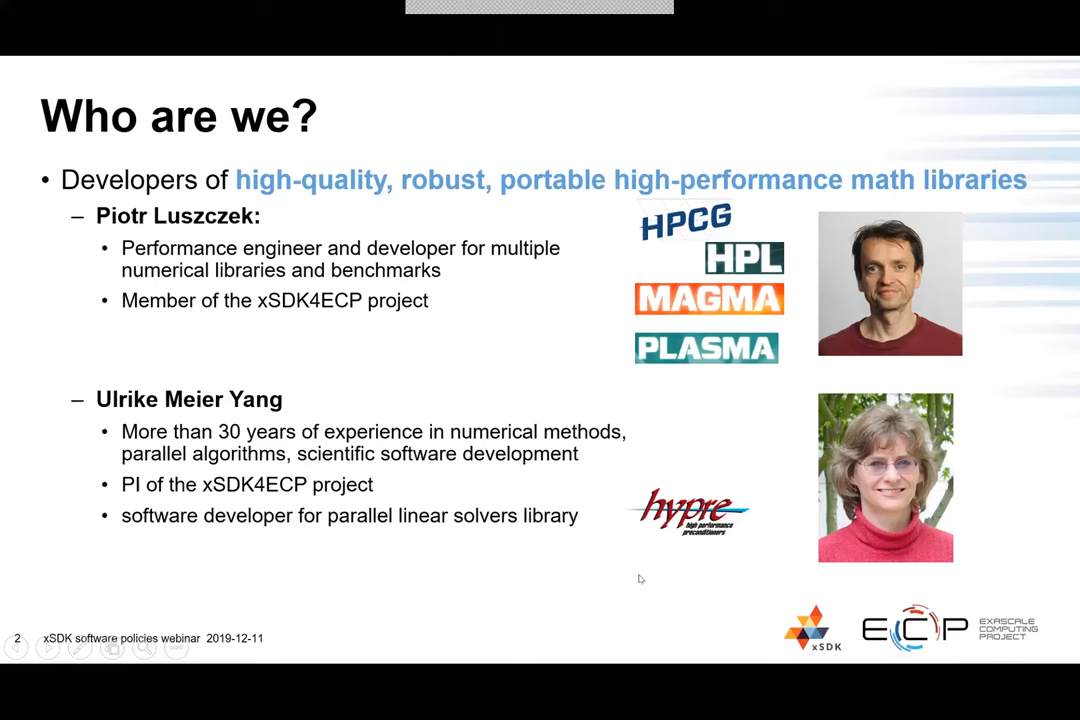 Who are we?
• Developers of high-quality, robust, portable high-performance math libraries
– Piotr Luszczek:
• Performance engineer and developer for multiple
numerical libraries and benchmarks
• Member of the xSDK4ECP project
HPCG
HPL
MAGMA
PLASMA
– Ulrike Meier Yang
• More than 30 years of experience in numerical methods,
parallel algorithms, scientific software development
• PI of the xSDK4ECP project
• software developer for parallel linear solvers library
hypre
high performance
preconditioners
2 xSDK software policies webinar 2019-12-11
xSDK
ECP
EXASCALE
COMPUTING
PROJECT